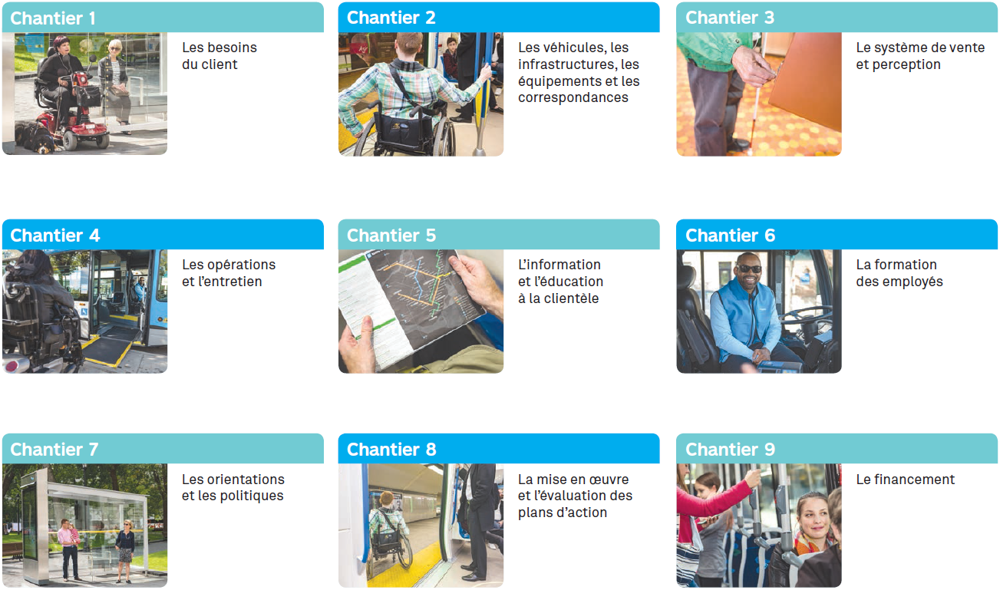 Chantier 1
Les besoins
du client
Chantier 2
Les véhicules, les
infrastructures, les
équipements et les
correspondances
Chantier 3
Le système de vente
et perception
Chantier 4
Les opérations
et l’entretien
Chantier 5
L’information
et l’éducation
à la clientèle
Chantier 6
La formation
des employés
Chantier 7
Les orientations
et les politiques
Chantier 8
La mise en œuvre
et l’évaluation des
plans d’action
Chantier 9
Le financement